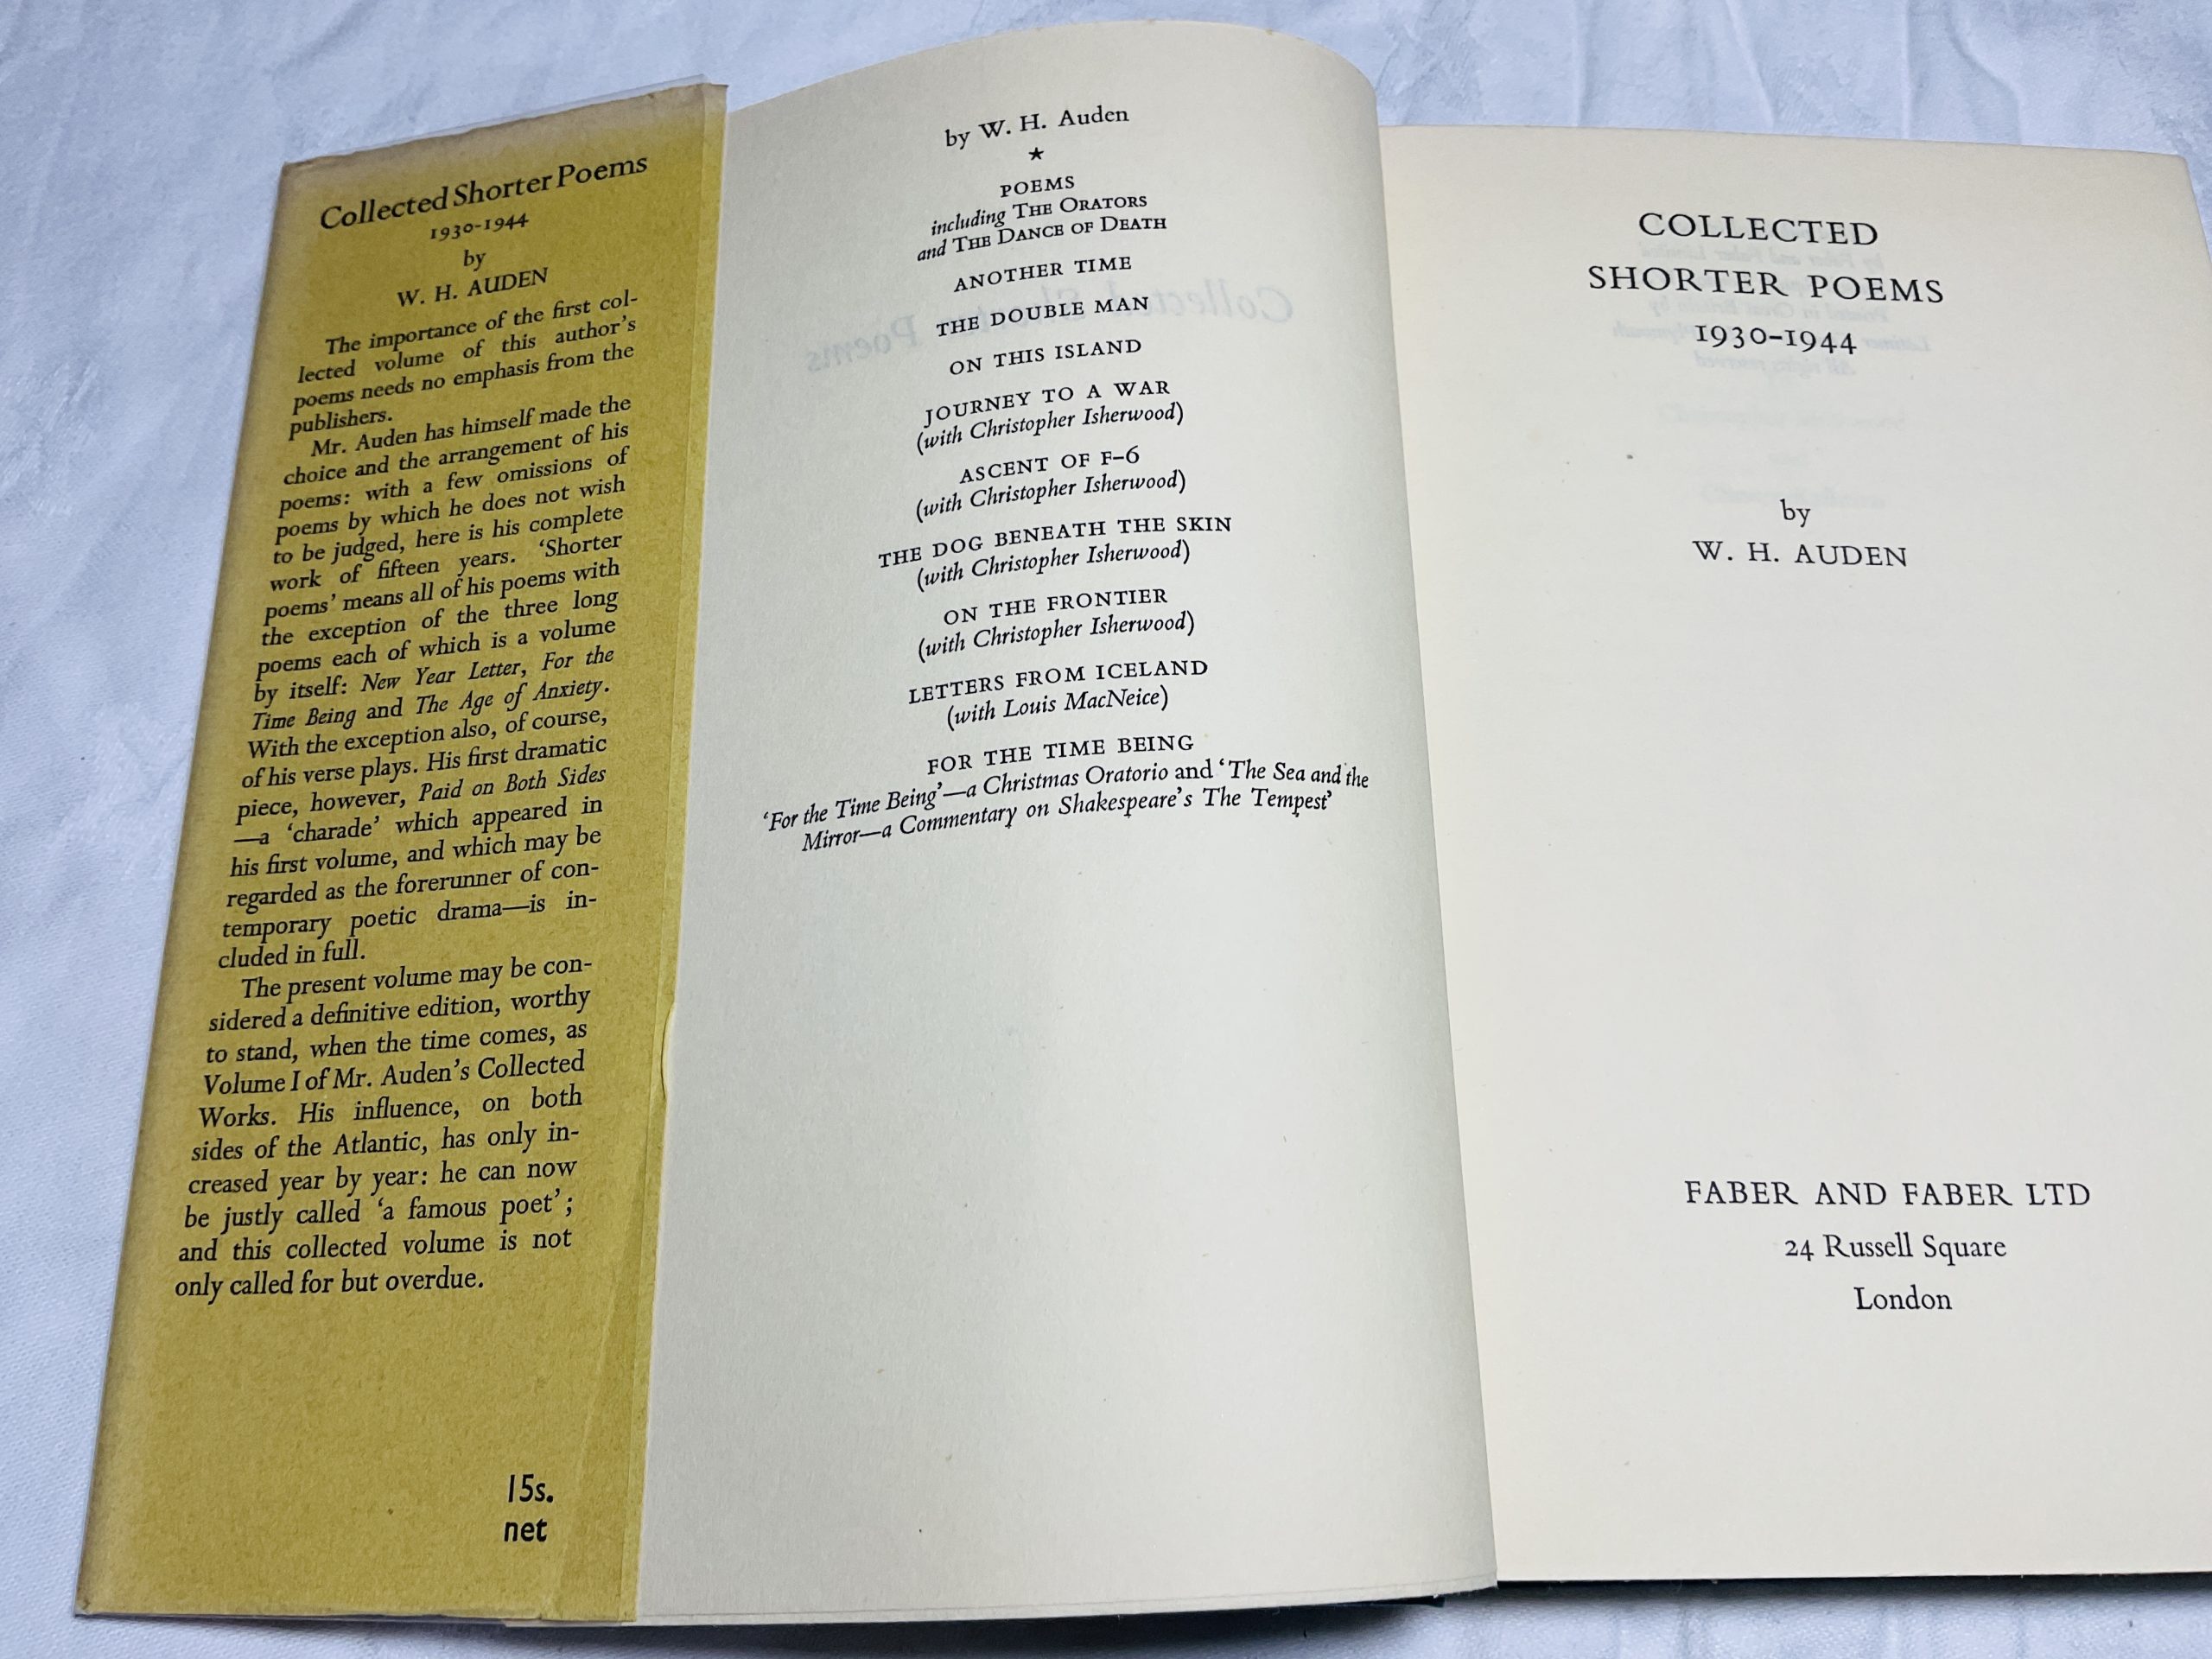 Collected Shorter Poems
1930-1944
by
W. H. AUDEN
The importance of the first col-
lected volume of this author's
poems needs no emphasis from the
publishers.
Mr. Auden has himself made the
choice and the arrangement of his
poems: with a few omissions of
poems by which he does not wish
to be judged, here is his complete
work of fifteen years. ‘Shorter
poems’ means all of his poems with
the exception of the three long
poems each of which is a volume
by itself: New Year Letter, For the
Time Being and The Age of Anxiety.
With the exception also, of course,
of his verse plays. His first dramatic
piece, however, Paid on Both Sides
—a ‘charade’ which appeared in
his first volume, and which may be
regarded as the forerunner of con-
temporary poetic drama—is in-
cluded in full.
The present volume may be con-
sidered a definitive edition, worthy
to stand, when the time comes, as
Volume I of Mr. Auden's Collected
Works. His influence, on both
sides of the Atlantic, has only in-
creased year by year: he can now
be justly called ‘a famous poet’;
and this collected volume is not
only called for but overdue.
15s.
net
by W. H. Auden
★
POEMS
including THE ORATORS
and THE DANCE OF DEATH
ANOTHER TIME
THE DOUBLE MAN
ON THIS ISLAND
JOURNEY TO A WAR
(with Christopher Isherwood)
ASCENT OF F-6
(with Christopher Isherwood)
THE DOG BENEATH THE SKIN
(with Christopher Isherwood)
ON THE FRONTIER
(with Christopher Isherwood)
LETTERS FROM ICELAND
(with Louis MacNeice)
FOR THE TIME BEING
‘For the Time Being’—a Christmas Oratorio and ‘The Sea and the
Mirror—a Commentary on Shakespeare's The Tempest’
COLLECTED
SHORTER POEMS
1930-1944
by
W. H. AUDEN
FABER AND FABER LTD
24 Russell Square
London